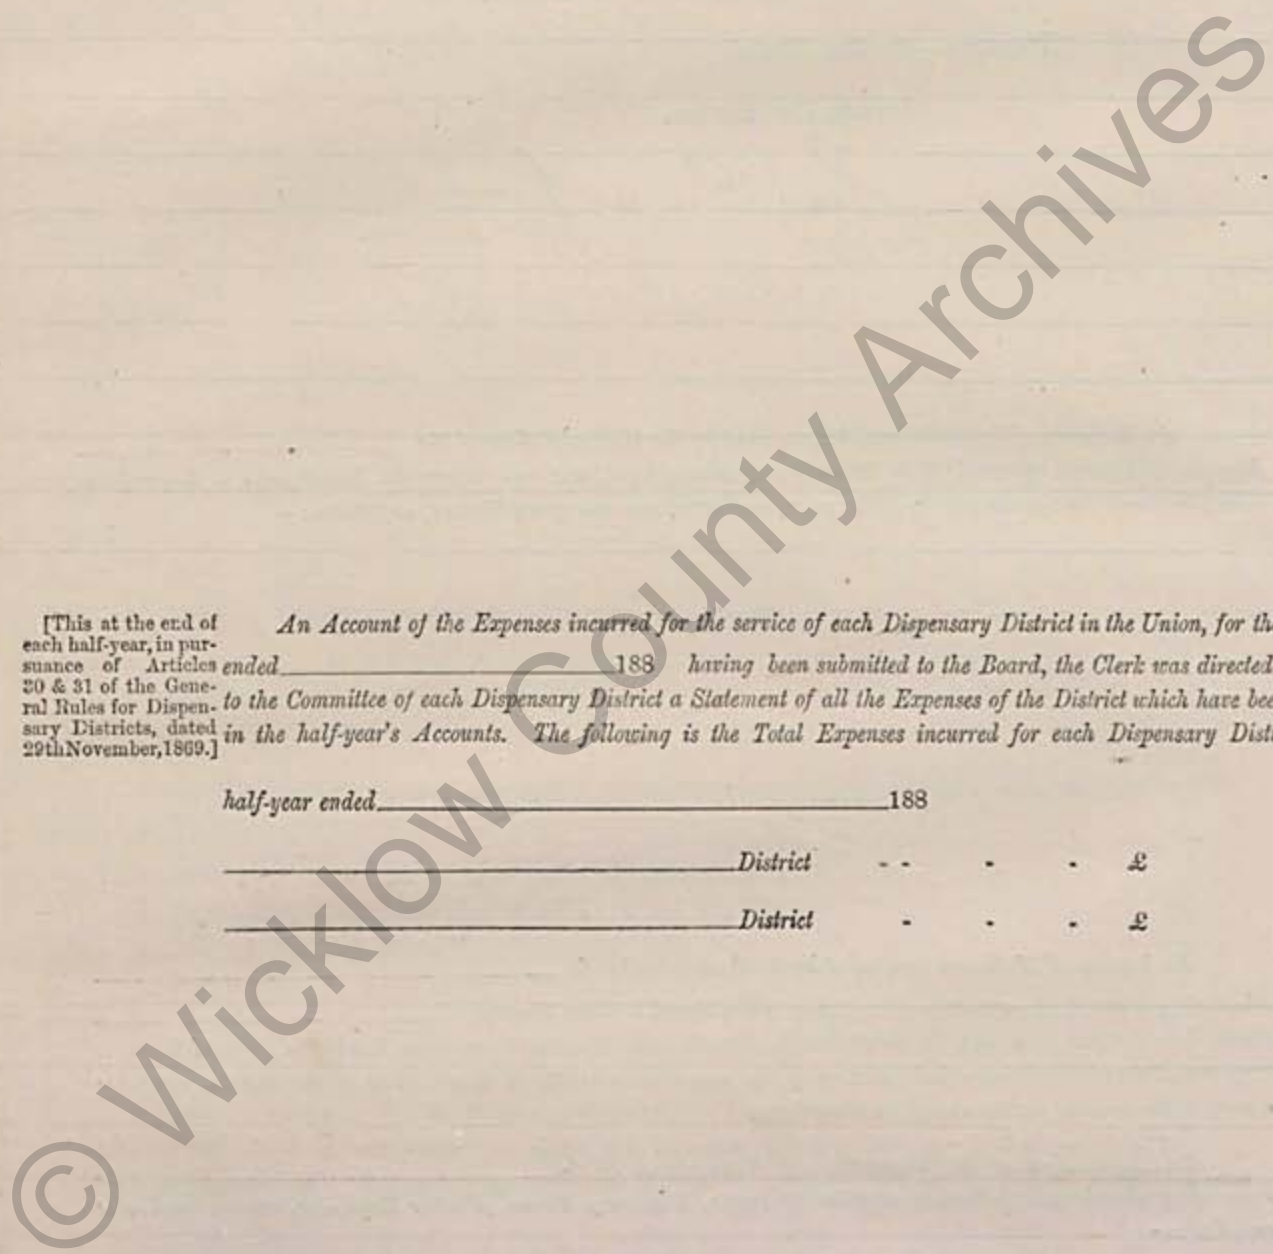 [This at the end of
each half-year, in pur-
suance of Articles
30 & 31 of the Gene-
ral Rules for Dispen-
sary Districts, dated
29th November, 1869.]
An Account of the Expenses incurred for the service of each Dispensary District in the Union, for th
ended 188 having been submitted to the Board, the Clerk was directed
to the Committee of each Dispensary District a Statement of all the Expenses of the District which have bee
in the half-year's Accounts. The following is the Total Expenses incurred for each Dispensary Dist
half-year ended 188
District - - - - £
District - - - £
© Wicklow County Archives